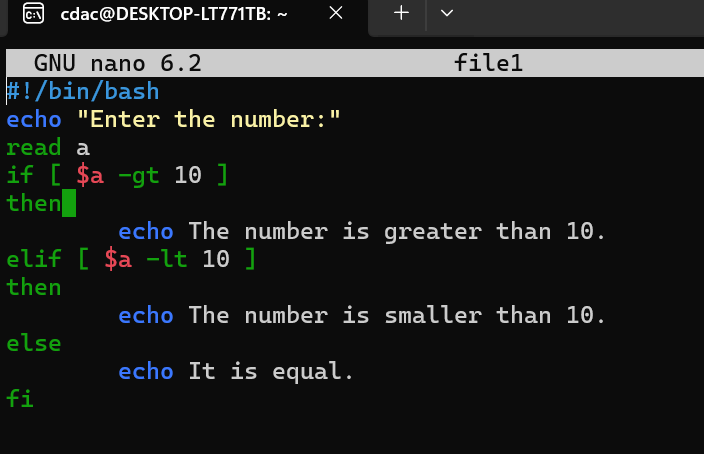 cdac@DESKTOP-LT771TB: ~
GNU nano 6.2 file1
#!/bin/bash
echo "Enter the number:"
read a
if [ $a -gt 10 ]
then
echo The number is greater than 10.
elif [ $a -lt 10 ]
then
echo The number is smaller than 10.
else
echo It is equal.
fi